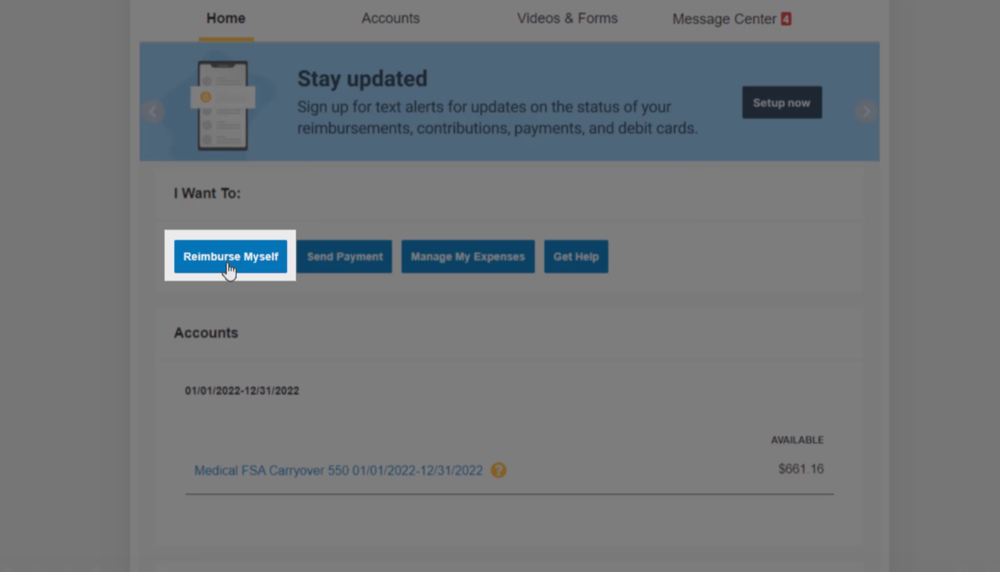 Home Accounts Videos & Forms Message Center 4
Stay updated
Sign up for text alerts for updates on the status of your
reimbursements, contributions, payments, and debit cards.
Setup now
I Want To:
Reimburse Myself Send Payment Manage My Expenses Get Help
Accounts
01/01/2022-12/31/2022
AVAILABLE
Medical FSA Carryover 550 01/01/2022-12/31/2022 ? $661.16